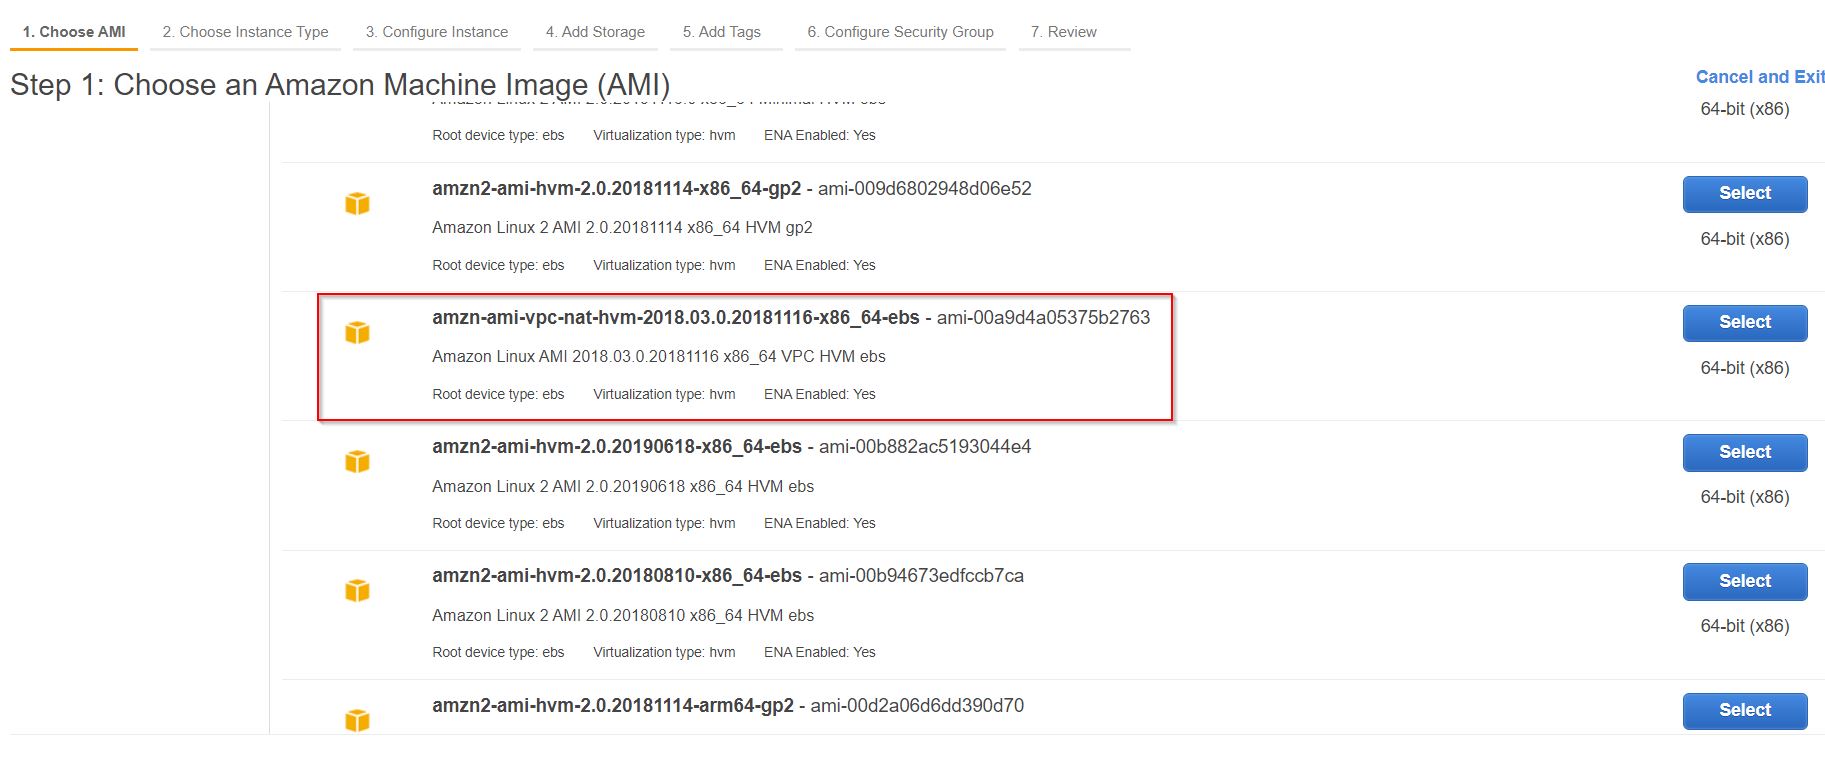 1. Choose AMI 2. Choose Instance Type 3. Configure Instance 4. Add Storage 5. Add Tags 6. Configure Security Group 7. Review
Step 1: Choose an Amazon Machine Image (AMI)
Cancel and Exit
64-bit (x86)
Root device type: ebs Virtualization type: hvm ENA Enabled: Yes
amzn2-ami-hvm-2.0.20181114-x86_64-gp2 - ami-009d6802948d06e52
Select
Amazon Linux 2 AMI 2.0.20181114 x86_64 HVM gp2
64-bit (x86)
Root device type: ebs Virtualization type: hvm ENA Enabled: Yes
amzn-ami-vpc-nat-hvm-2018.03.0.20181116-x86_64-ebs - ami-00a9d4a05375b2763
Select
Amazon Linux AMI 2018.03.0.20181116 x86_64 VPC HVM ebs
64-bit (x86)
Root device type: ebs Virtualization type: hvm ENA Enabled: Yes
amzn2-ami-hvm-2.0.20190618-x86_64-ebs - ami-00b882ac5193044e4
Select
Amazon Linux 2 AMI 2.0.20190618 x86_64 HVM ebs
64-bit (x86)
Root device type: ebs Virtualization type: hvm ENA Enabled: Yes
amzn2-ami-hvm-2.0.20180810-x86_64-ebs - ami-00b94673edfccb7ca
Select
Amazon Linux 2 AMI 2.0.20180810 x86_64 HVM ebs
64-bit (x86)
Root device type: ebs Virtualization type: hvm ENA Enabled: Yes
amzn2-ami-hvm-2.0.20181114-arm64-gp2 - ami-00d2a06d6dd390d70
Select